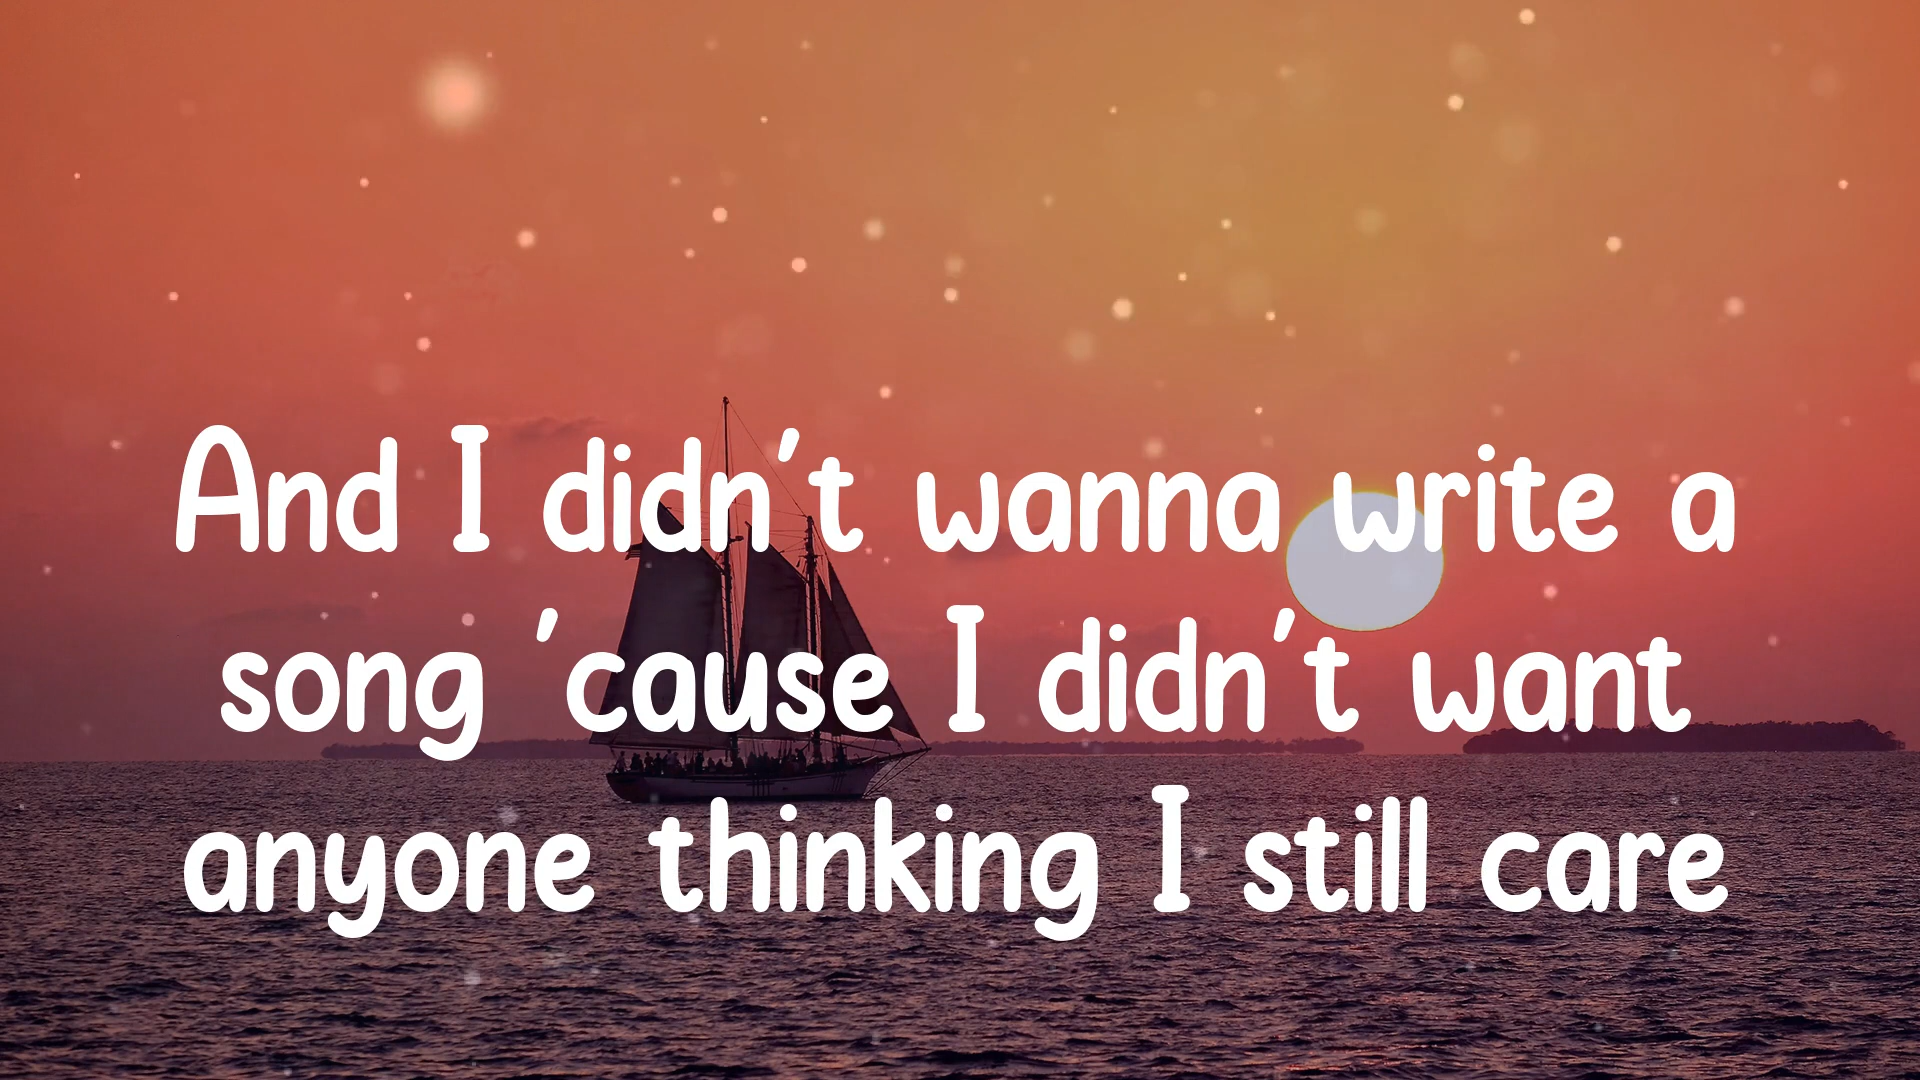 And I didn't wanna write a
song 'cause I didn't want
anyone thinking I still care